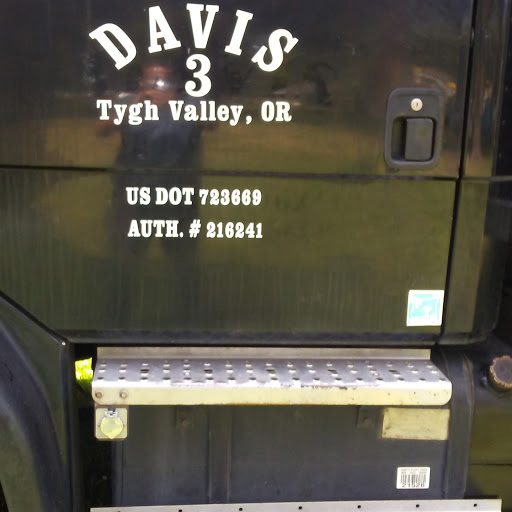 DAVIS
3
Tygh Valley, OR
US DOT 723669
AUTH. # 216241